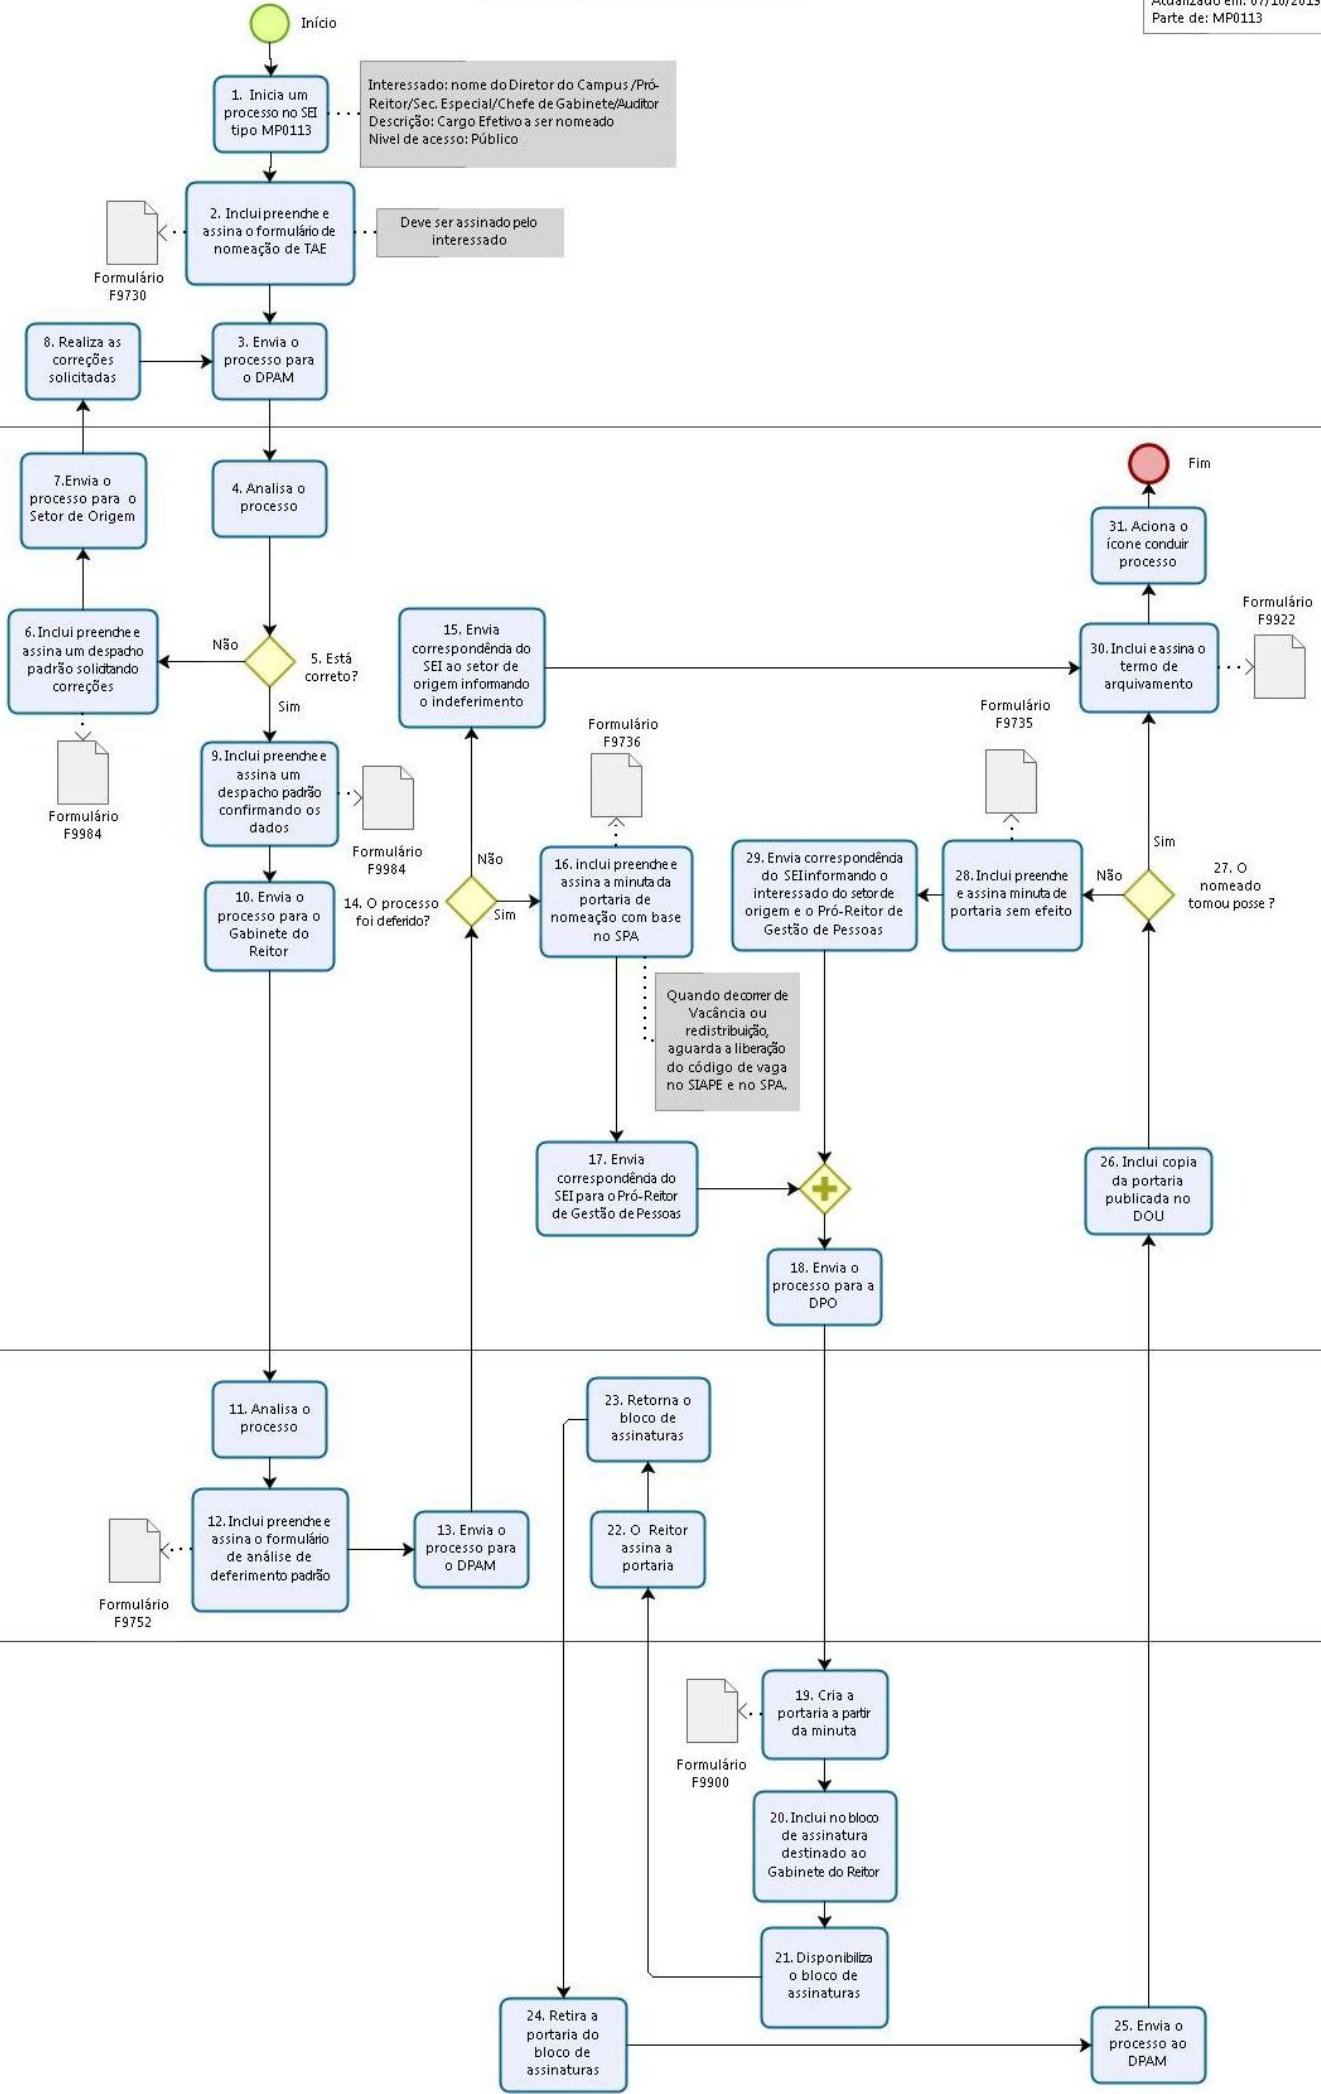 Atualizado em: 07/10/2019
Parte de: MP0113
Início
1. Inicia um
processo no SEI
tipo MP0113
Interessado: nome do Diretor do Campus /Pró-
Reitor/Sec. Especial/Chefe de Gabinete/Auditor
Descrição: Cargo Efetivo a ser nomeado
Nivel de acesso: Público
2. Inclui preenche e
assina o formulário de
nomeação de TAE
Deve ser assinado pelo
interessado
Formulário
F9730
8. Realiza as
correções
solicitadas
3. Envia o
processo para
o DPAM
7.Envia o
processo para o
Setor de Origem
4. Analisa o
processo
Fim
31. Aciona o
ícone conduir
processo
6. Inclui preenche e
assina um despacho
padrão solicitando
correções
Não
5. Está
correto?
Sim
Formulário
F9984
15. Envia
correspondência do
SEI ao setor de
origem informando
o indeferimento
30. Inclui e assina o
termo de
arquivamento
Formulário
F9922
9. Inclui preenche e
assina um
despacho padrão
confirmando os
dados
Formulário
F9984
Formulário
F9736
Formulário
F9735
10. Envia o
processo para o
Gabinete do
Reitor
14. O processo
foi deferido?
Não
Sim
16. inclui preenche e
assina a minuta da
portaria de
nomeação com base
no SPA
29. Envia correspondência
do SEI informando o
interessado do setor de
origem e o Pró-Reitor de
Gestão de Pessoas
28. Inclui preenche
e assina minuta de
portaria sem efeito
Não
Sim
27. O
nomeado
tomou posse ?
Quando decorrer de
Vacância ou
redistribuição,
aguarda a liberação
do código de vaga
no SIAPE e no SPA.
17. Envia
correspondência do
SEI para o Pró-Reitor
de Gestão de Pessoas
26. Inclui copia
da portaria
publicada no
DOU
18. Envia o
processo para a
DPO
11. Analisa o
processo
23. Retorna o
bloco de
assinaturas
12. Inclui preenche e
assina o formulário
de análise de
deferimento padrão
Formulário
F9752
13. Envia o
processo para
o DPAM
22. O Reitor
assina a
portaria
19. Cria a
portaria a partir
da minuta
Formulário
F9900
20. Inclui no bloco
de assinatura
destinado ao
Gabinete do Reitor
21. Disponibiliza
o bloco de
assinaturas
24. Retira a
portaria do
bloco de
assinaturas
25. Envia o
processo ao
DPAM